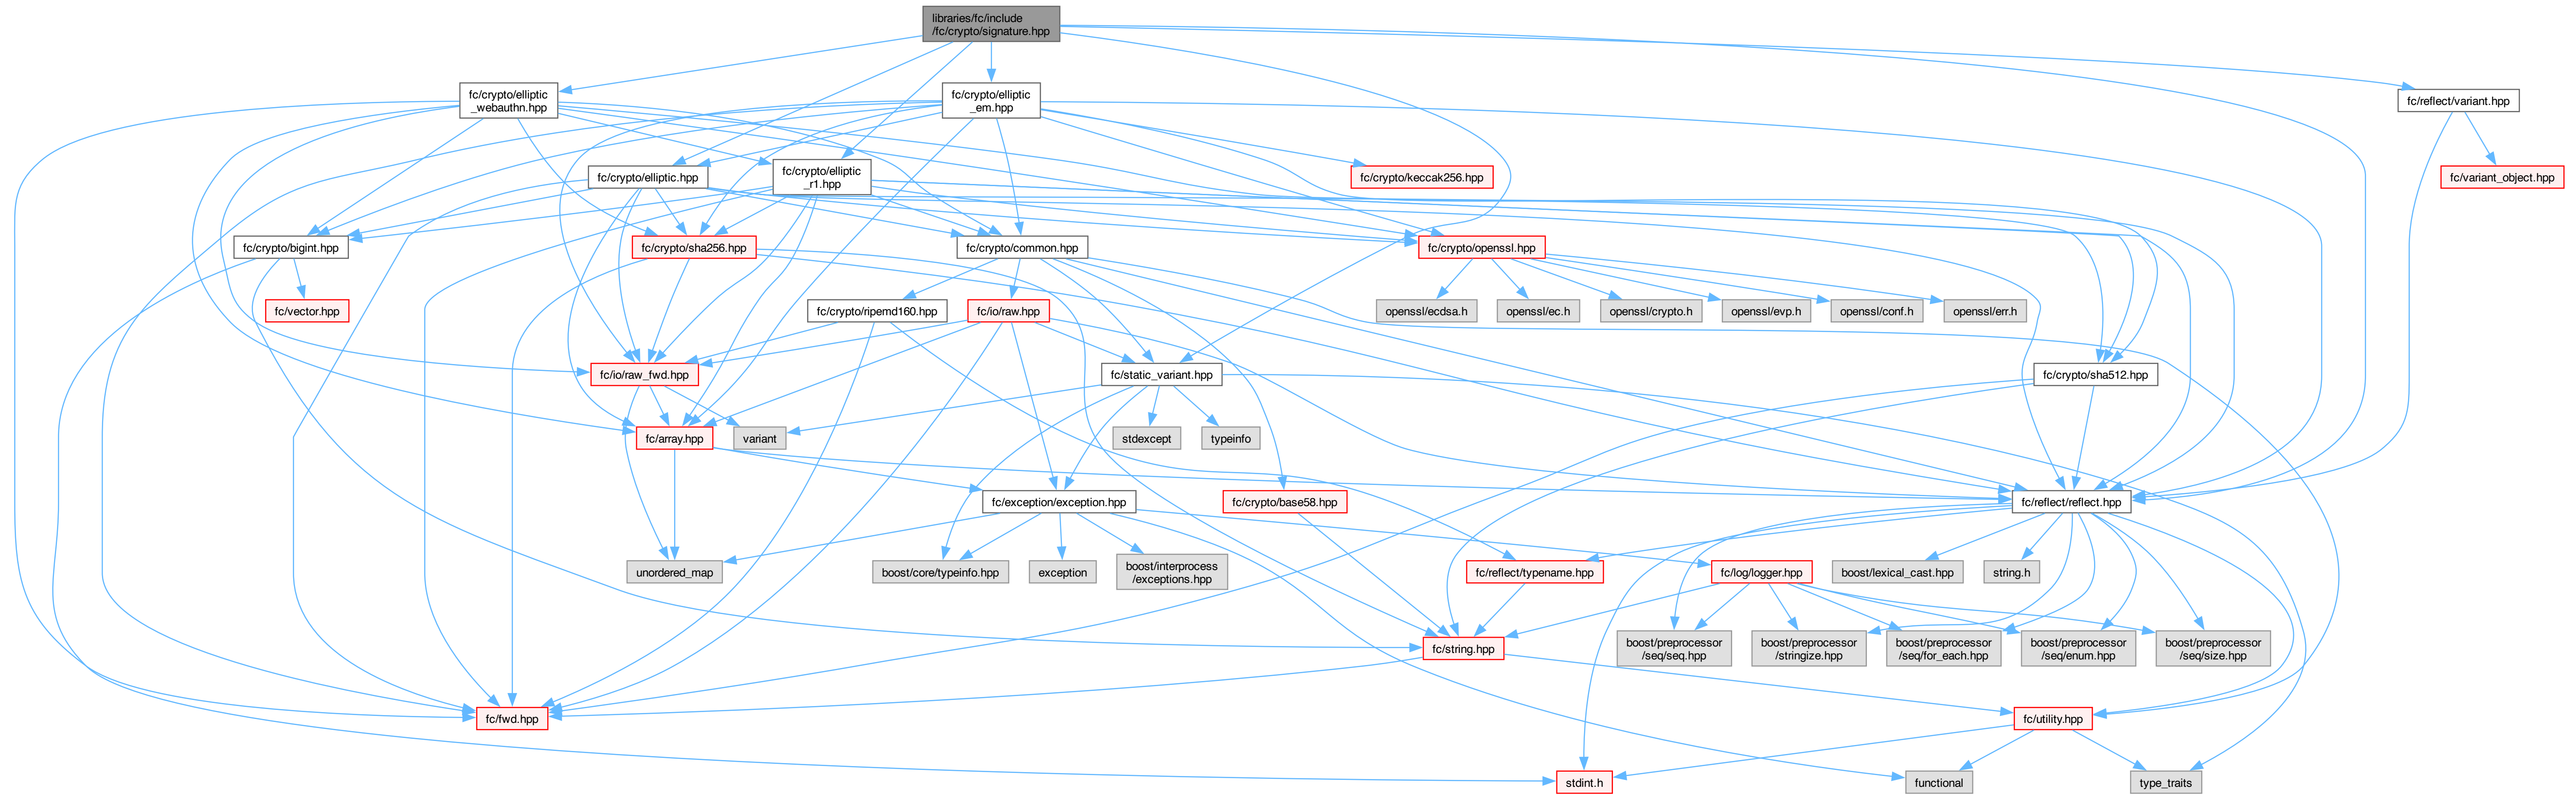 libraries/fc/include
/fc/crypto/signature.hpp
fc/crypto/elliptic
_webauthn.hpp
fc/crypto/elliptic
_em.hpp
fc/reflect/variant.hpp
fc/crypto/elliptic.hpp
fc/crypto/elliptic
_r1.hpp
fc/crypto/keccak256.hpp
fc/variant_object.hpp
fc/crypto/bigint.hpp
fc/crypto/sha256.hpp
fc/crypto/common.hpp
fc/crypto/openssl.hpp
fc/vector.hpp
fc/crypto/ripemd160.hpp
fc/io/raw.hpp
openssl/ecdsa.h
openssl/ec.h
openssl/crypto.h
openssl/evp.h
openssl/conf.h
openssl/err.h
fc/io/raw_fwd.hpp
fc/static_variant.hpp
fc/crypto/sha512.hpp
fc/array.hpp
variant
stdexcept
typeinfo
fc/exception/exception.hpp
fc/crypto/base58.hpp
fc/reflect/reflect.hpp
unordered_map
boost/core/typeinfo.hpp
exception
boost/interprocess
/exceptions.hpp
fc/reflect/typename.hpp
fc/log/logger.hpp
boost/lexical_cast.hpp
string.h
fc/string.hpp
boost/preprocessor
/seq/seq.hpp
boost/preprocessor
/stringize.hpp
boost/preprocessor
/seq/for_each.hpp
boost/preprocessor
/seq/enum.hpp
boost/preprocessor
/seq/size.hpp
fc/fwd.hpp
fc/utility.hpp
stdint.h
functional
type_traits